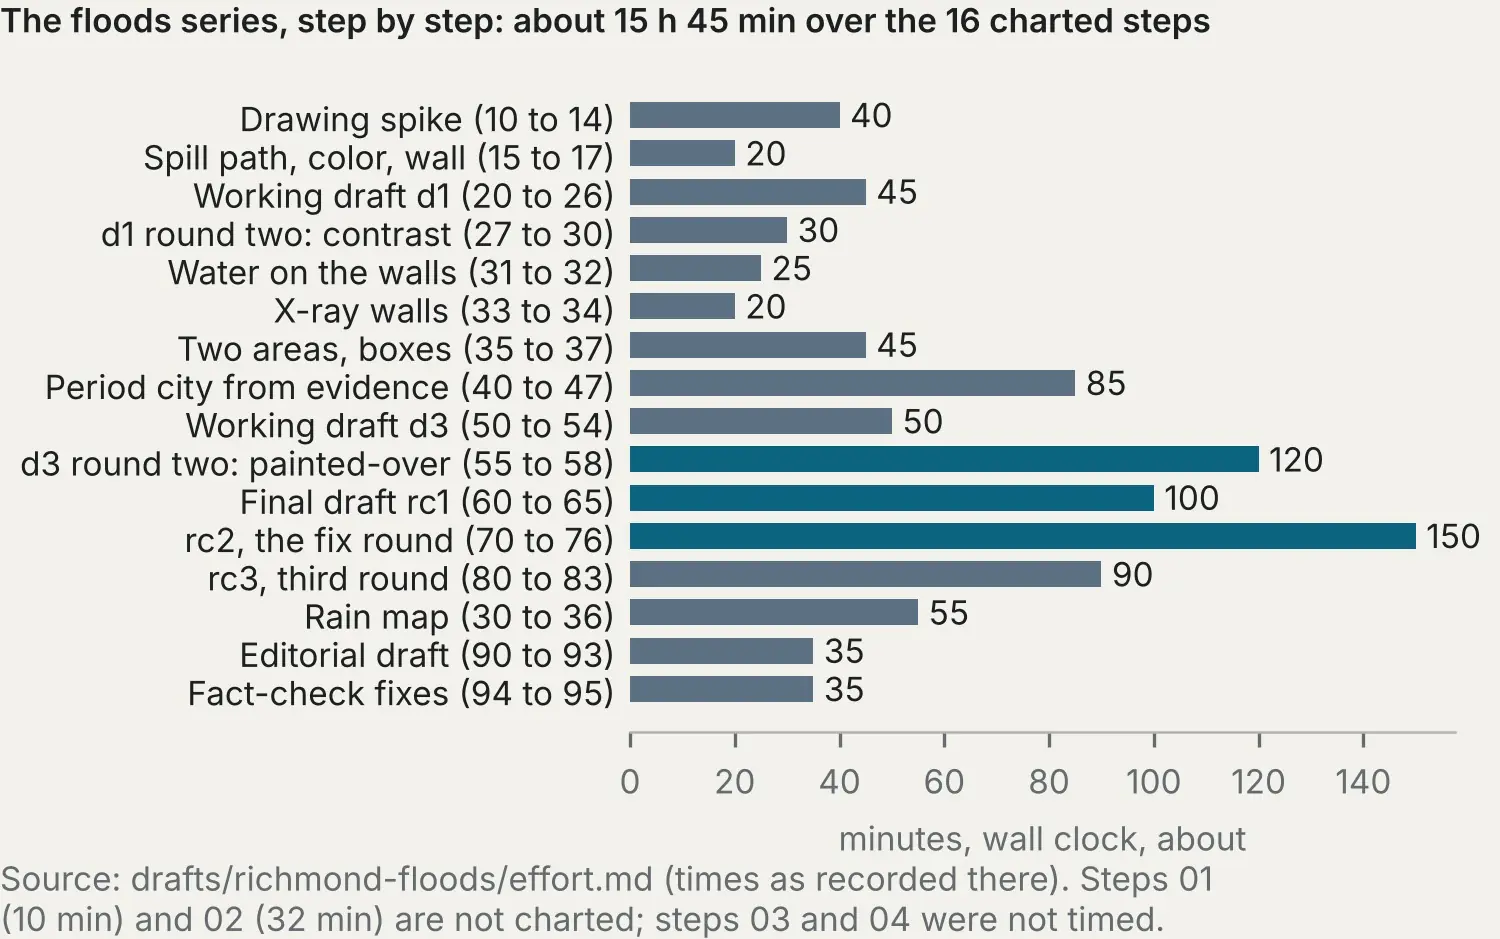 The floods series, step by step: about 15 h 45 min over the 16 charted steps
Drawing spike (10 to 14) 40
Spill path, color, wall (15 to 17) 20
Working draft d1 (20 to 26) 45
d1 round two: contrast (27 to 30) 30
Water on the walls (31 to 32) 25
X-ray walls (33 to 34) 20
Two areas, boxes (35 to 37) 45
Period city from evidence (40 to 47) 85
Working draft d3 (50 to 54) 50
d3 round two: painted-over (55 to 58) 120
Final draft rc1 (60 to 65) 100
rc2, the fix round (70 to 76) 150
rc3, third round (80 to 83) 90
Rain map (30 to 36) 55
Editorial draft (90 to 93) 35
Fact-check fixes (94 to 95) 35
0 20 40 60 80 100 120 140
minutes, wall clock, about
Source: drafts/richmond-floods/effort.md (times as recorded there). Steps 01
(10 min) and 02 (32 min) are not charted; steps 03 and 04 were not timed.